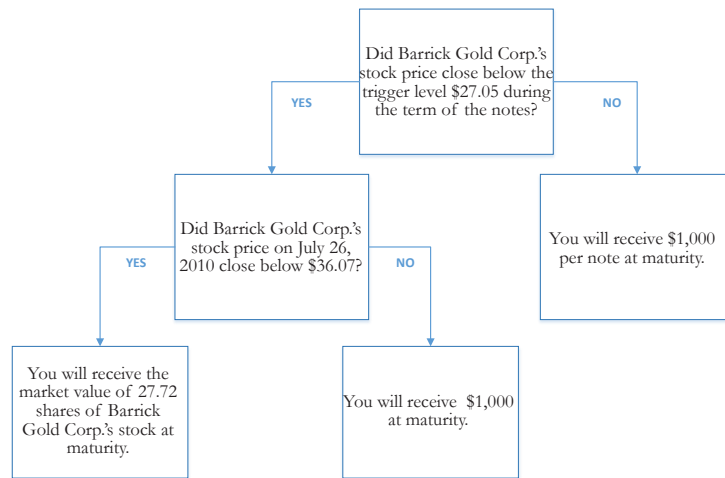 Did Barrick Gold Corp.'s
stock price close below the
trigger level $27.05 during
the term of the notes?
YES
NO
Did Barrick Gold Corp.'s
stock price on July 26,
2010 close below $36.07?
You will receive $1,000
per note at maturity.
YES
NO
You will receive the
market value of 27.72
shares of Barrick
Gold Corp.'s stock at
maturity.
You will receive $1,000
at maturity.